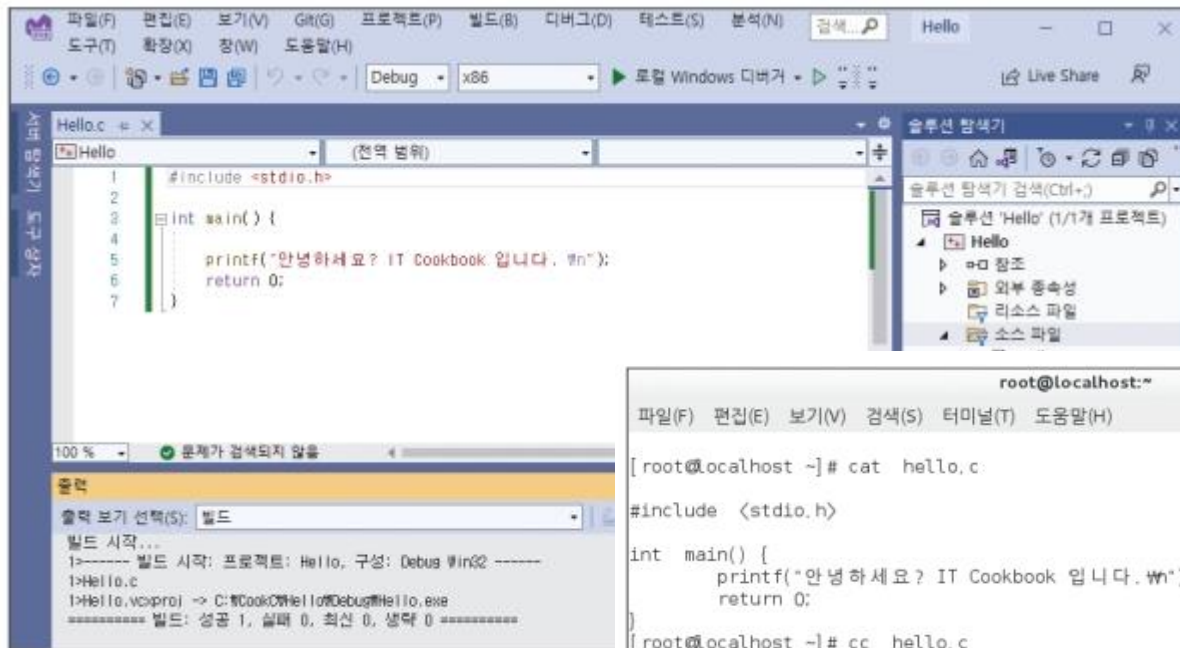 파일(F) 편집(E) 보기(V) Git(G) 프로젝트(P) 빌드(B) 디버그(D) 테스트(S) 분석(N) 검색... Hello
도구(T) 확장(X) 창(W) 도움말(H)
Debug x86 로컬 Windows 디버거 Live Share
서버 탐색기
도구 상자
Hello.c
Hello (전역 범위)
1 #include <stdio.h>
2
3 int main() {
4
5 printf("안녕하세요? IT Cookbook 입니다. ₩n");
6 return 0;
7 }
100 % 문제가 검색되지 않음
출력
출력 보기 선택(S): 빌드
빌드 시작...
1>------ 빌드 시작: 프로젝트: Hello, 구성: Debug Win32 ------
1>Hello.c
1>Hello.vcxproj -> C:₩CookC₩Hello₩Debug₩Hello.exe
========== 빌드: 성공 1, 실패 0, 최신 0, 생략 0 ==========
솔루션 탐색기
솔루션 탐색기 검색(Ctrl+;)
솔루션 'Hello' (1/1개 프로젝트)
Hello
참조
외부 종속성
리소스 파일
소스 파일
root@localhost:~
파일(F) 편집(E) 보기(V) 검색(S) 터미널(T) 도움말(H)
[root@localhost ~]# cat hello.c
#include <stdio.h>
int main() {
printf("안녕하세요? IT Cookbook 입니다.₩n")
return 0;
}
[root@localhost ~]# cc hello.c